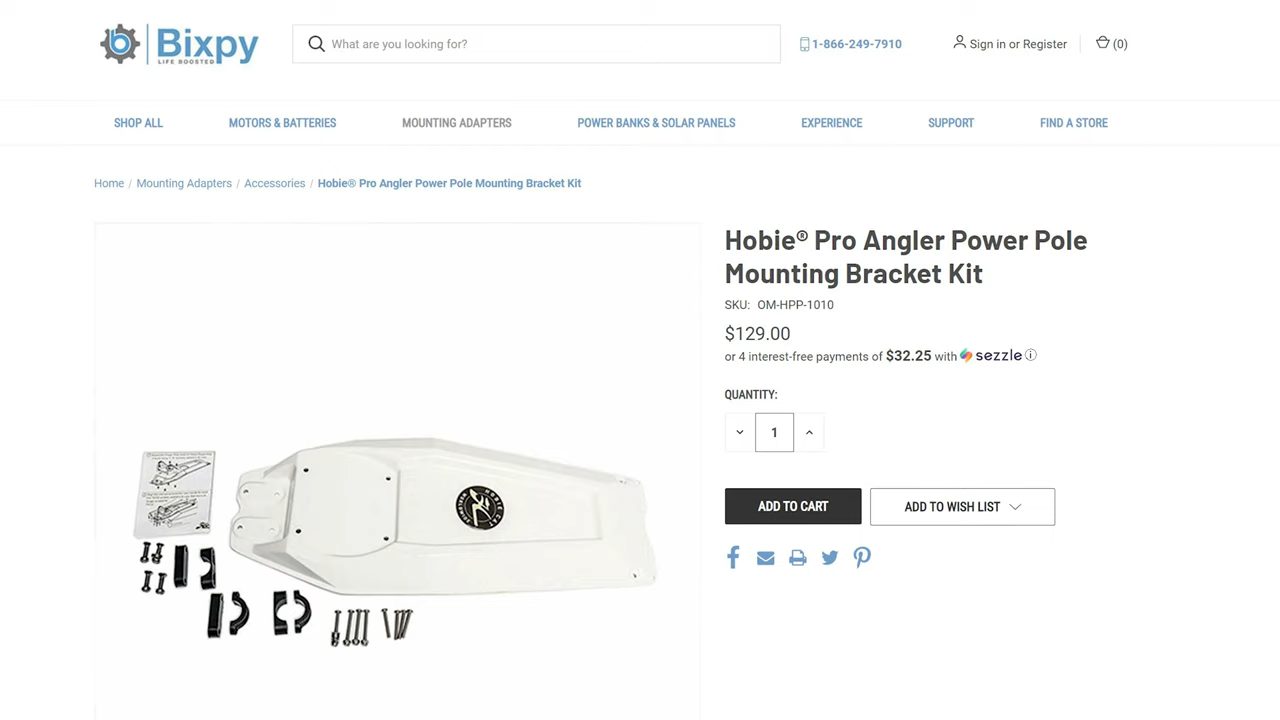 Bixpy
LIFE BOOSTED
What are you looking for?
1-866-249-7910
Sign in or Register
(0)
SHOP ALL
MOTORS & BATTERIES
MOUNTING ADAPTERS
POWER BANKS & SOLAR PANELS
EXPERIENCE
SUPPORT
FIND A STORE
Home / Mounting Adapters / Accessories / Hobie® Pro Angler Power Pole Mounting Bracket Kit
Hobie® Pro Angler Power Pole
Mounting Bracket Kit
SKU: OM-HPP-1010
$129.00
or 4 interest-free payments of $32.25 with sezzle
QUANTITY:
1
ADD TO CART
ADD TO WISH LIST
HOBIE CAT